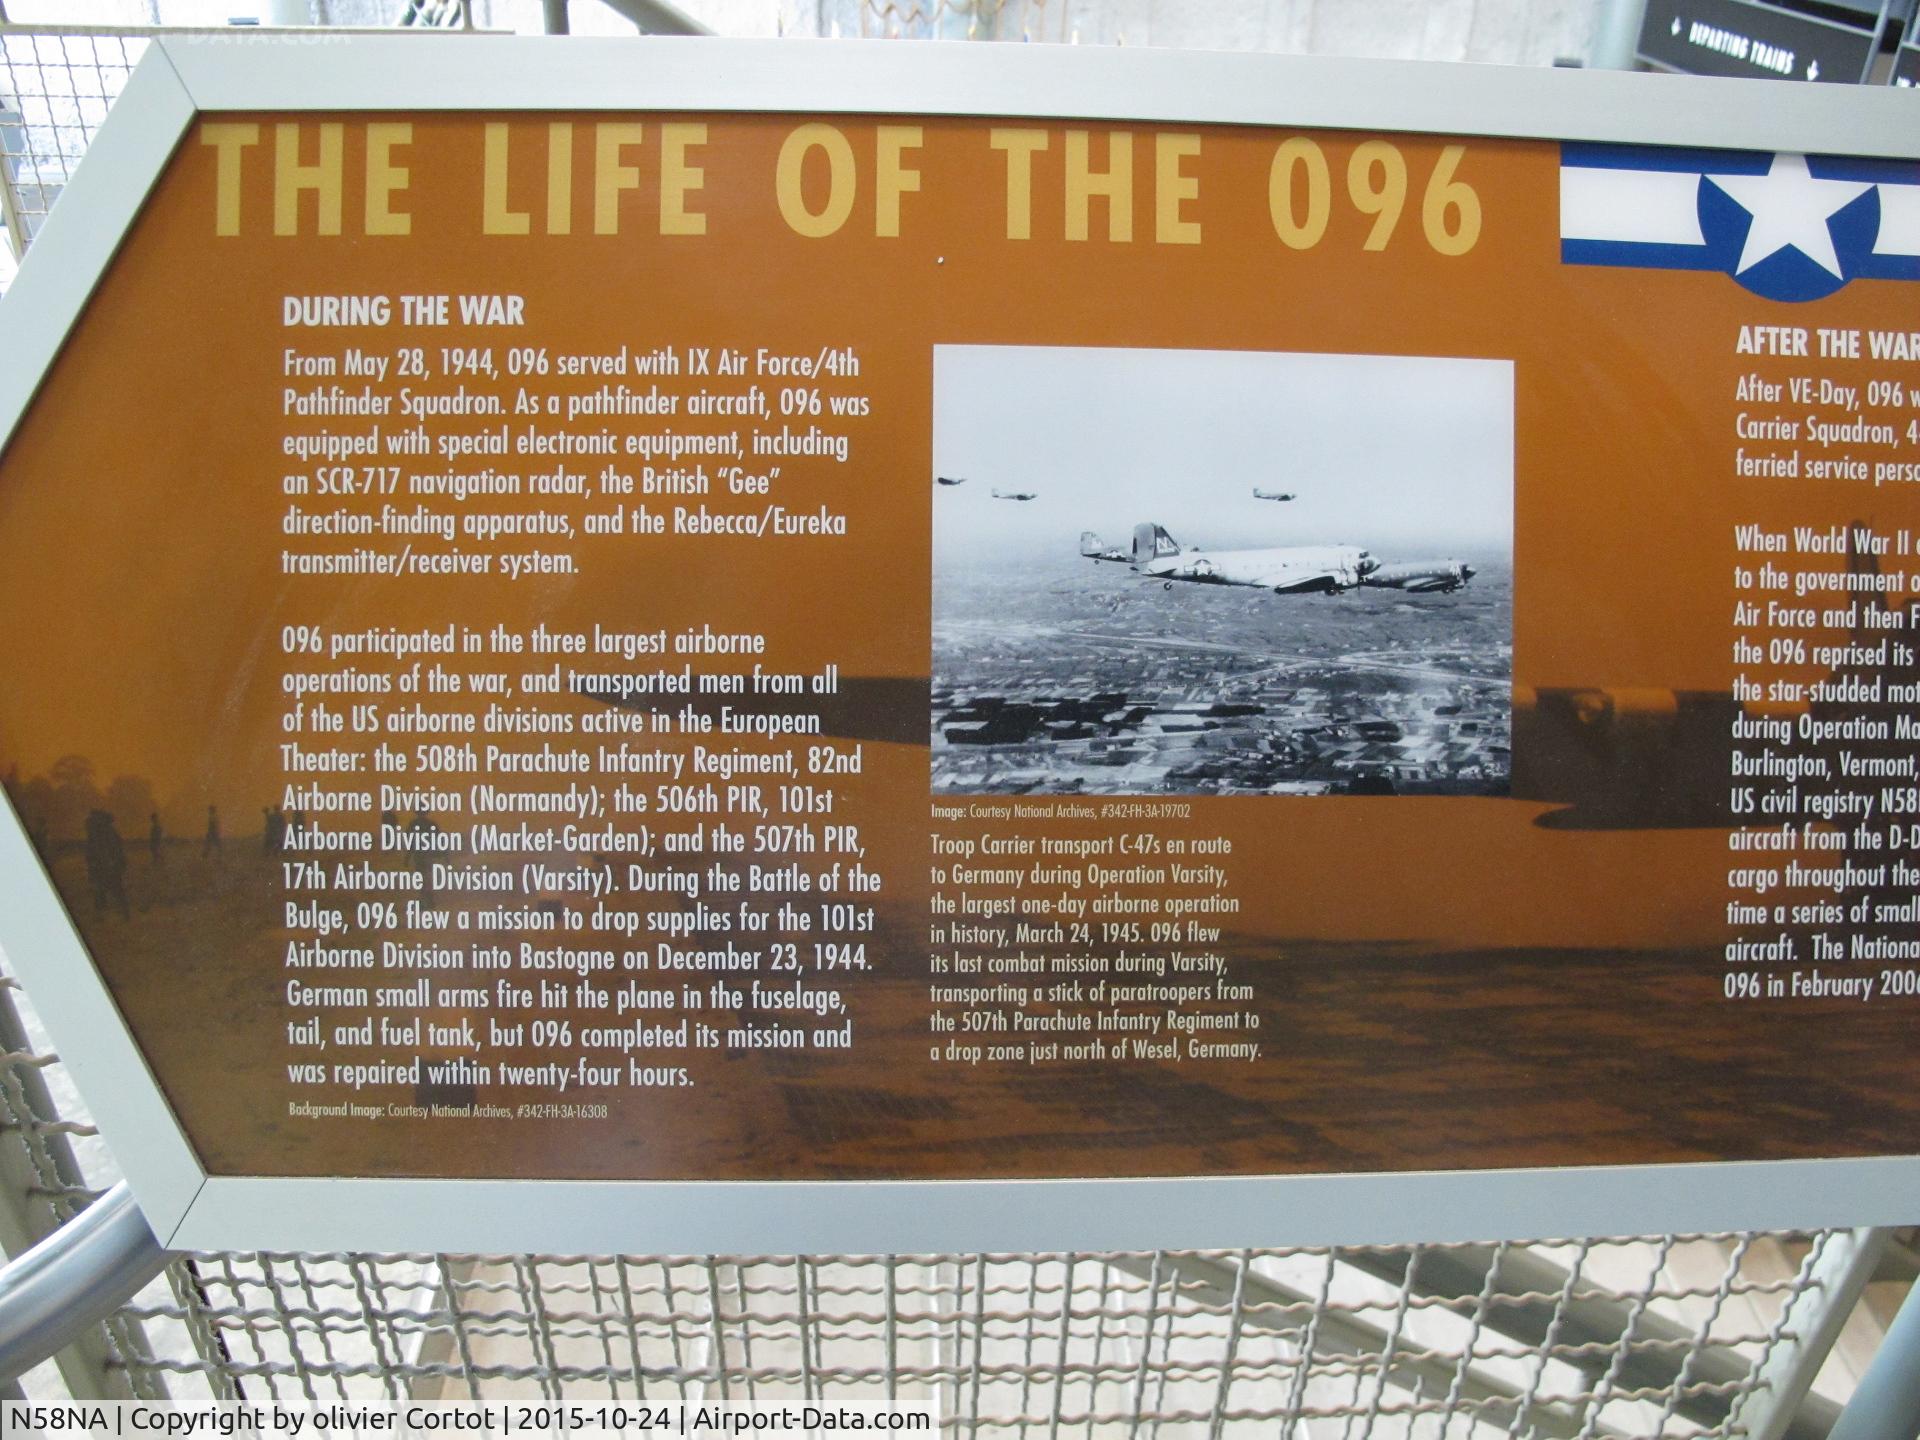 AIRPORT-DATA.COM
DEPARTING TRAINS
THE LIFE OF THE 096
DURING THE WAR
From May 28, 1944, 096 served with IX Air Force/4th
Pathfinder Squadron. As a pathfinder aircraft, 096 was
equipped with special electronic equipment, including
an SCR-717 navigation radar, the British “Gee”
direction-finding apparatus, and the Rebecca/Eureka
transmitter/receiver system.
096 participated in the three largest airborne
operations of the war, and transported men from all
of the US airborne divisions active in the European
Theater: the 508th Parachute Infantry Regiment, 82nd
Airborne Division (Normandy); the 506th PIR, 101st
Airborne Division (Market-Garden); and the 507th PIR,
17th Airborne Division (Varsity). During the Battle of the
Bulge, 096 flew a mission to drop supplies for the 101st
Airborne Division into Bastogne on December 23, 1944.
German small arms fire hit the plane in the fuselage,
tail, and fuel tank, but 096 completed its mission and
was repaired within twenty-four hours.
Background Image: Courtesy National Archives, #342-FH-3A-16308
Image: Courtesy National Archives, #342-FH-3A-19702
Troop Carrier transport C-47s en route
to Germany during Operation Varsity,
the largest one-day airborne operation
in history, March 24, 1945. 096 flew
its last combat mission during Varsity,
transporting a stick of paratroopers from
the 507th Parachute Infantry Regiment to
a drop zone just north of Wesel, Germany.
AFTER THE WAR
After VE-Day, 096 w
Carrier Squadron, 4
ferried service perso
When World War II
to the government o
Air Force and then F
the 096 reprised its
the star-studded mot
during Operation Ma
Burlington, Vermont,
US civil registry N58
aircraft from the D-D
cargo throughout the
time a series of small
aircraft. The Nationa
096 in February 2006
N58NA | Copyright by olivier Cortot | 2015-10-24 | Airport-Data.com